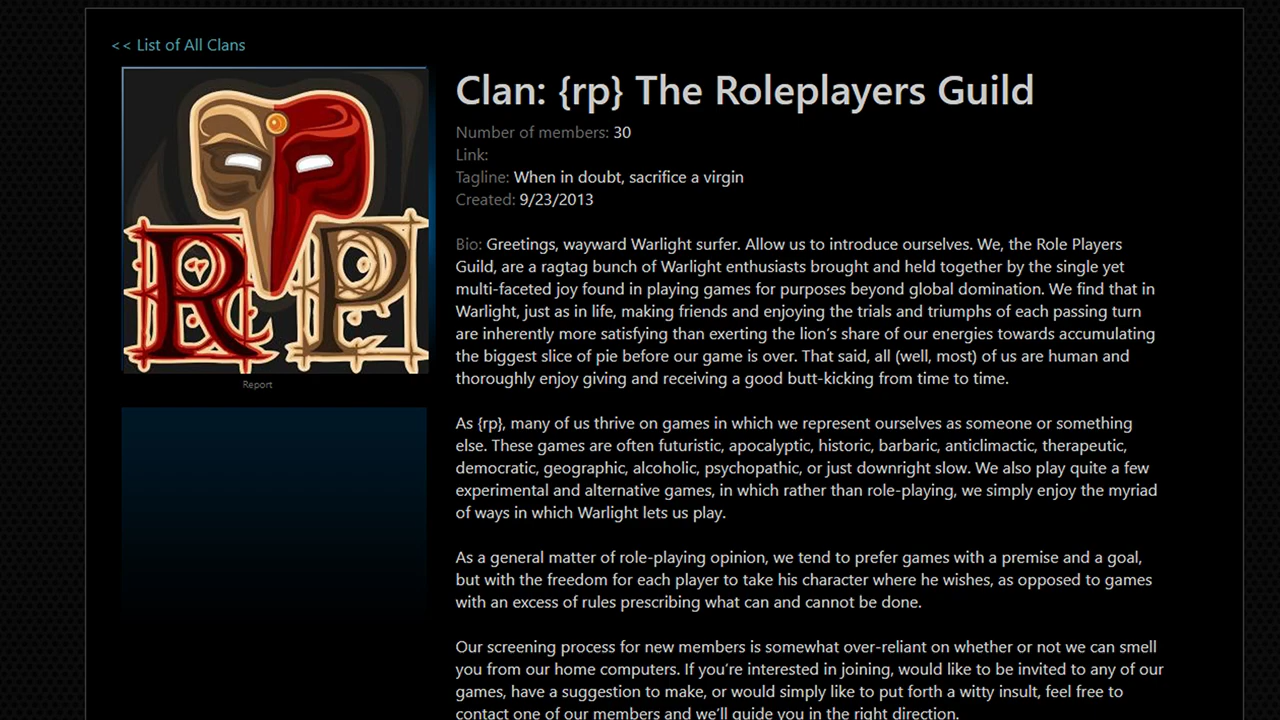 << List of All Clans
RP
Report
Clan: {rp} The Roleplayers Guild
Number of members: 30
Link:
Tagline: When in doubt, sacrifice a virgin
Created: 9/23/2013
Bio: Greetings, wayward Warlight surfer. Allow us to introduce ourselves. We, the Role Players
Guild, are a ragtag bunch of Warlight enthusiasts brought and held together by the single yet
multi-faceted joy found in playing games for purposes beyond global domination. We find that in
Warlight, just as in life, making friends and enjoying the trials and triumphs of each passing turn
are inherently more satisfying than exerting the lion’s share of our energies towards accumulating
the biggest slice of pie before our game is over. That said, all (well, most) of us are human and
thoroughly enjoy giving and receiving a good butt-kicking from time to time.
As {rp}, many of us thrive on games in which we represent ourselves as someone or something
else. These games are often futuristic, apocalyptic, historic, barbaric, anticlimactic, therapeutic,
democratic, geographic, alcoholic, psychopathic, or just downright slow. We also play quite a few
experimental and alternative games, in which rather than role-playing, we simply enjoy the myriad
of ways in which Warlight lets us play.
As a general matter of role-playing opinion, we tend to prefer games with a premise and a goal,
but with the freedom for each player to take his character where he wishes, as opposed to games
with an excess of rules prescribing what can and cannot be done.
Our screening process for new members is somewhat over-reliant on whether or not we can smell
you from our home computers. If you’re interested in joining, would like to be invited to any of our
games, have a suggestion to make, or would simply like to put forth a witty insult, feel free to
contact one of our members and we’ll guide you in the right direction.